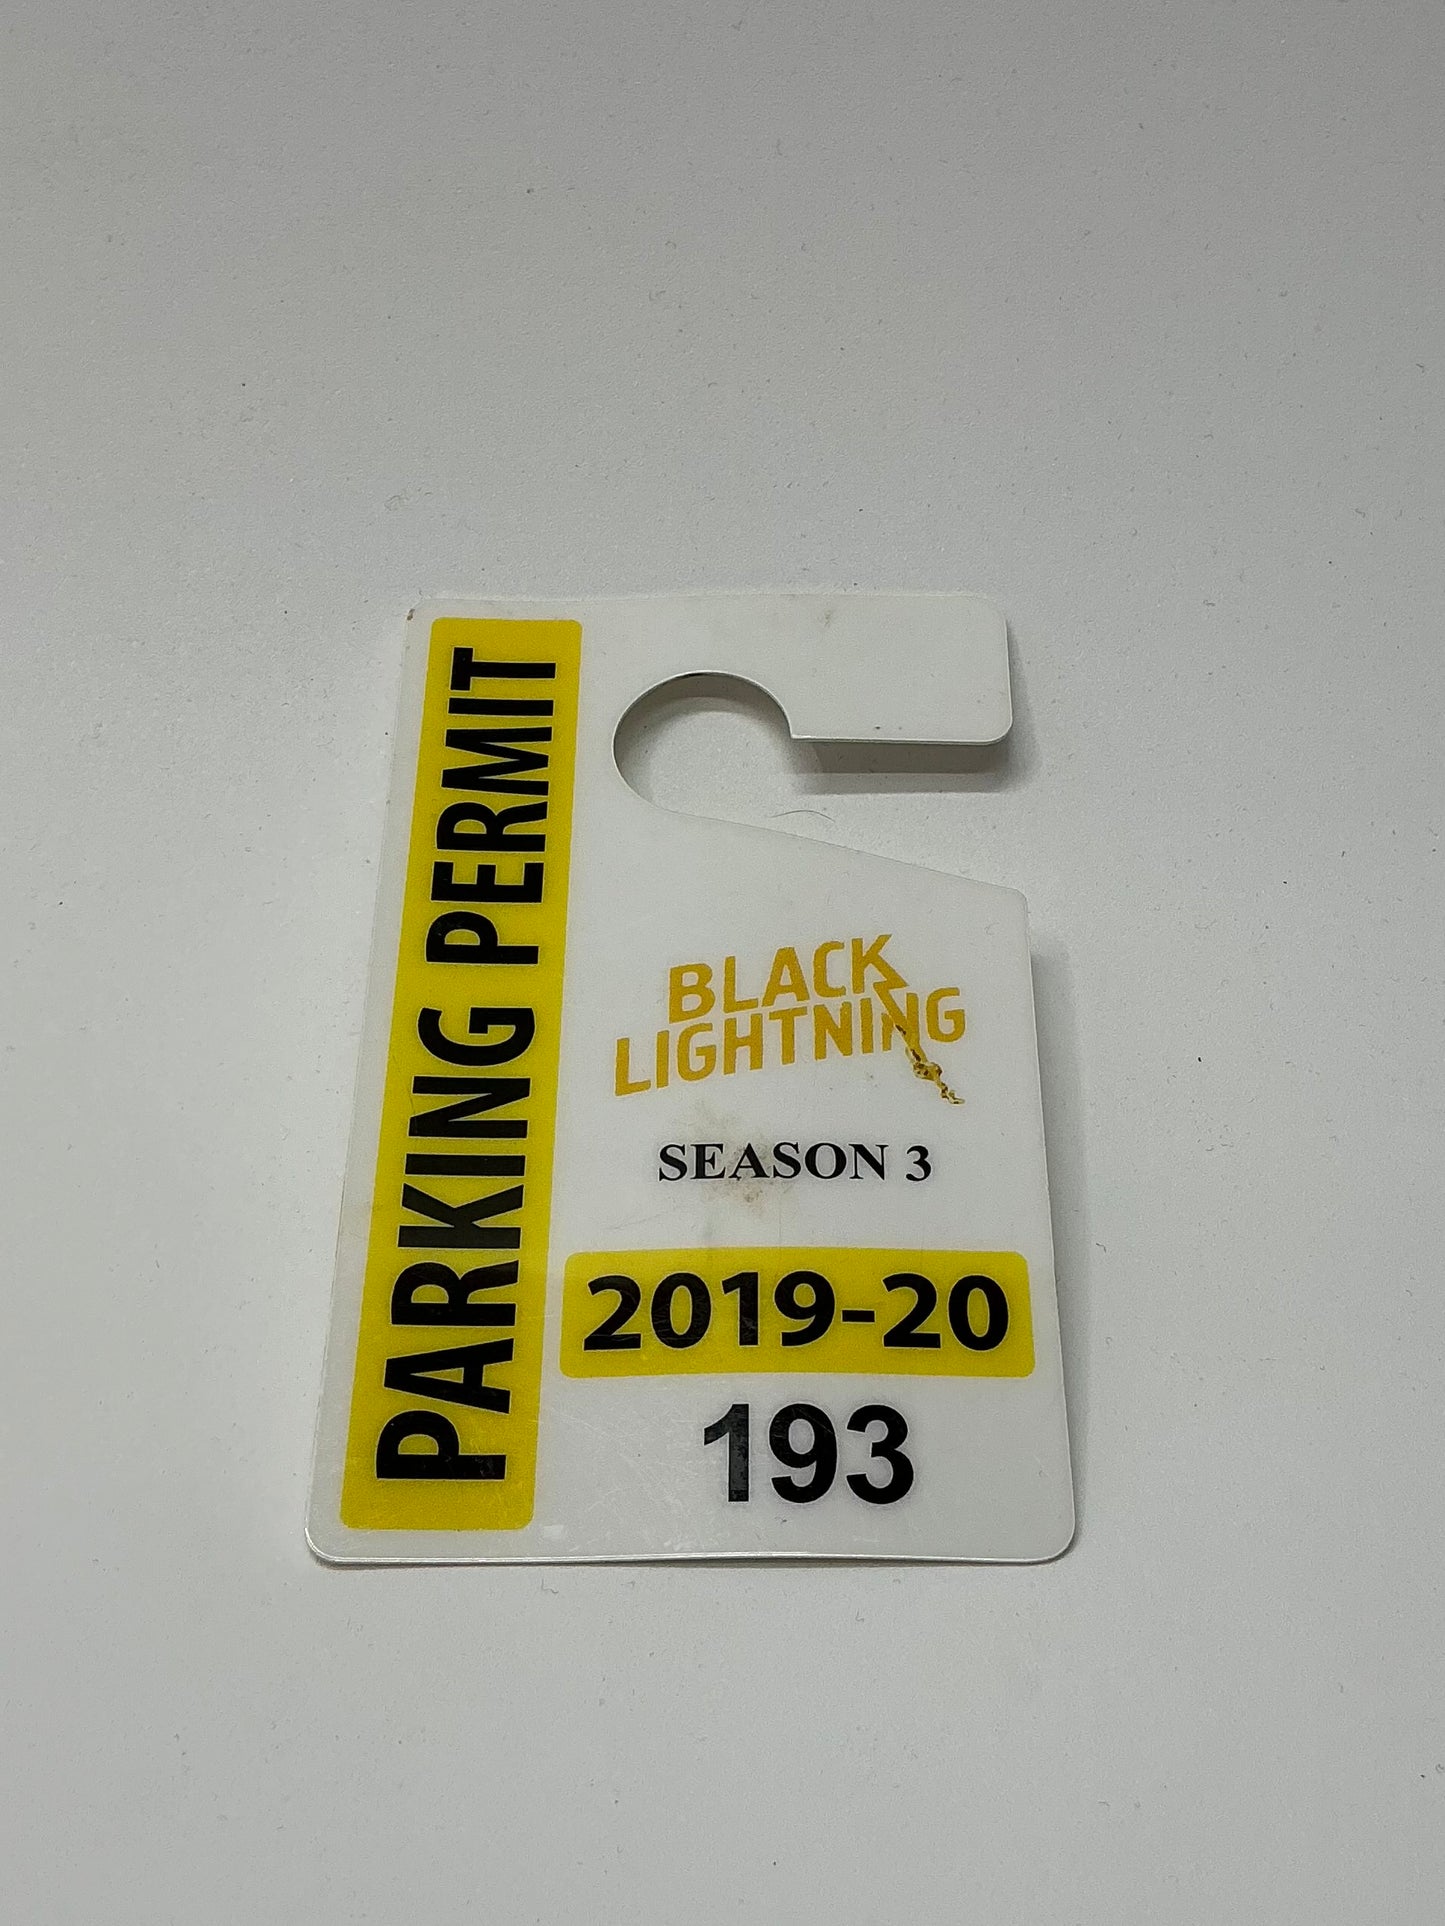 PARKING PERMIT
BLACK
LIGHTNING
SEASON 3
2019-20
193